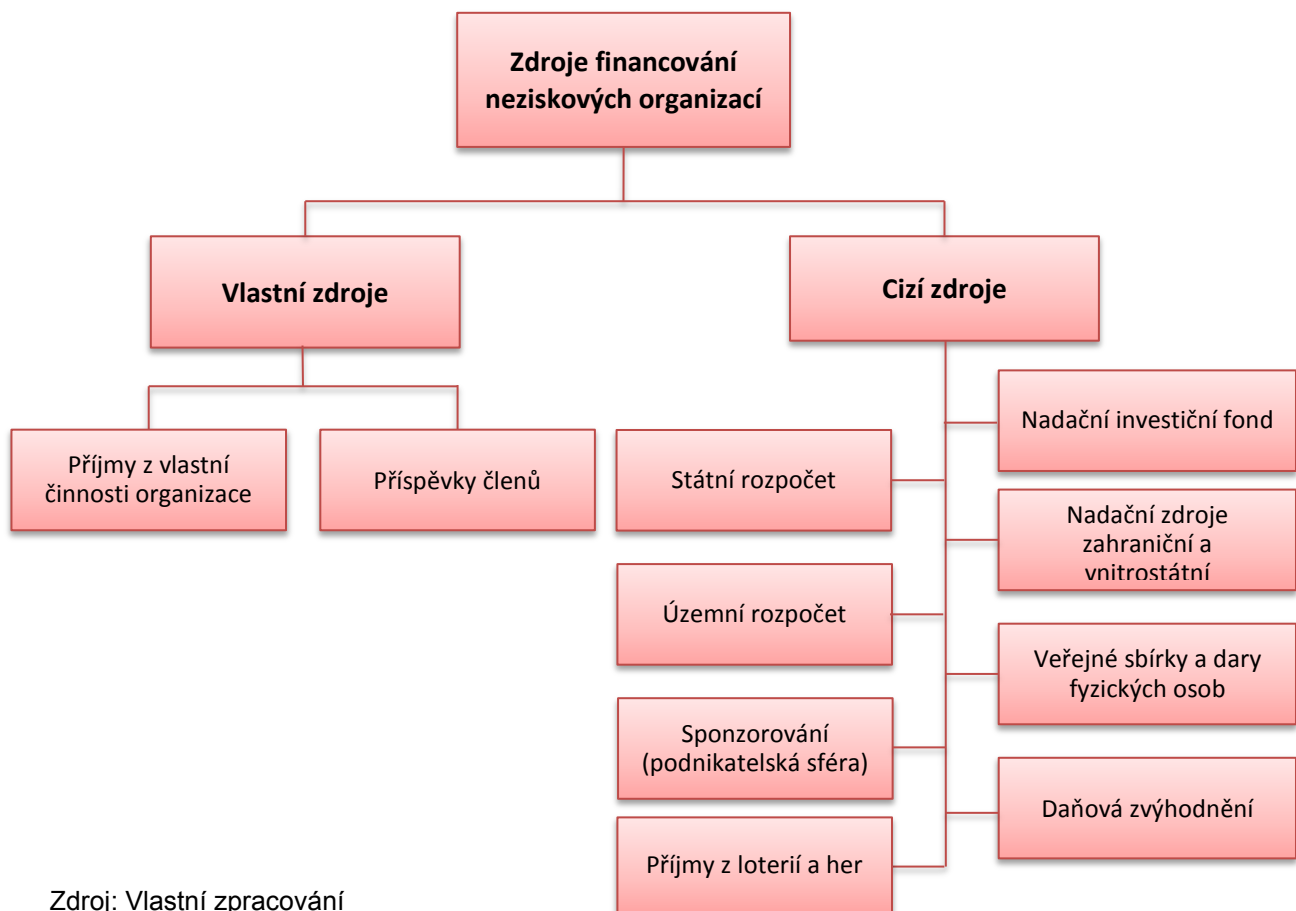 Zdroje financování
neziskových organizací
Vlastní zdroje
Cizí zdroje
Příjmy z vlastní
činnosti organizace
Příspěvky členů
Státní rozpočet
Územní rozpočet
Sponzorování
(podnikatelská sféra)
Příjmy z loterií a her
Nadační investiční fond
Nadační zdroje
zahraniční a
vnitrostátní
Veřejné sbírky a dary
fyzických osob
Daňová zvýhodnění
Zdroj: Vlastní zpracování